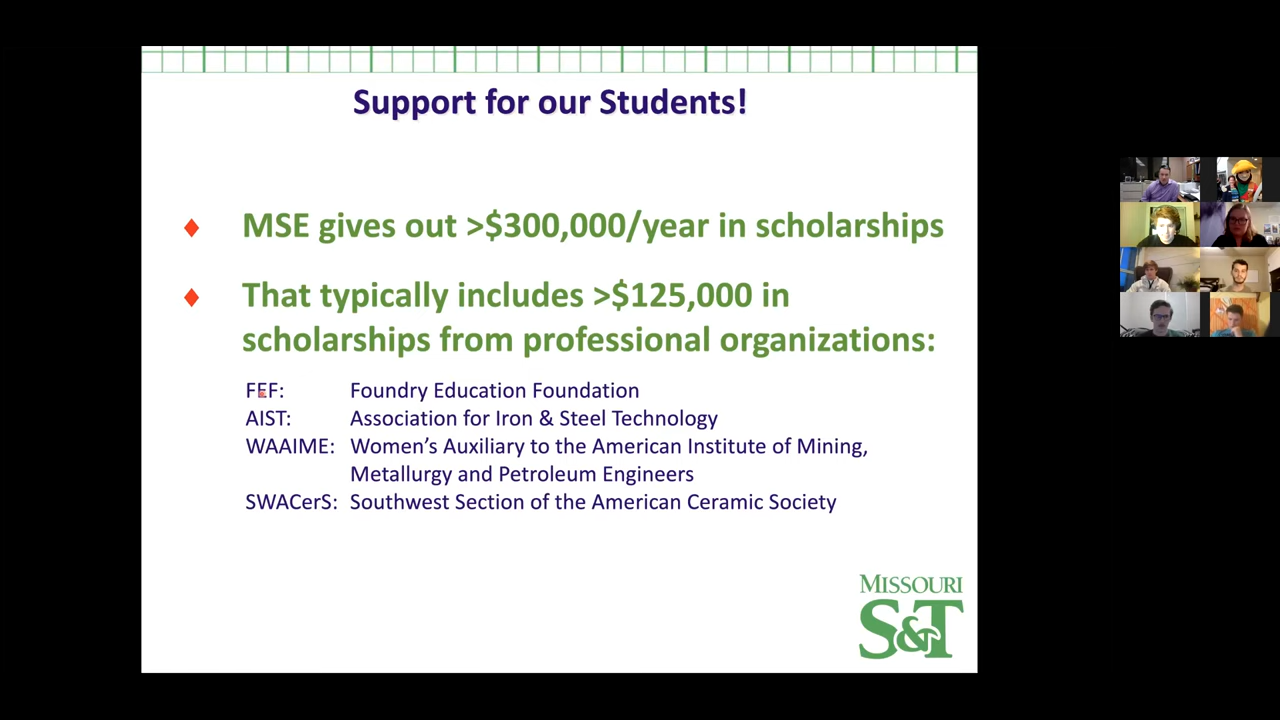 Support for our Students!
♦ MSE gives out >$300,000/year in scholarships
♦ That typically includes >$125,000 in
scholarships from professional organizations:
FEF: Foundry Education Foundation
AIST: Association for Iron & Steel Technology
WAAIME: Women’s Auxiliary to the American Institute of Mining,
Metallurgy and Petroleum Engineers
SWACerS: Southwest Section of the American Ceramic Society
MISSOURI
S&T